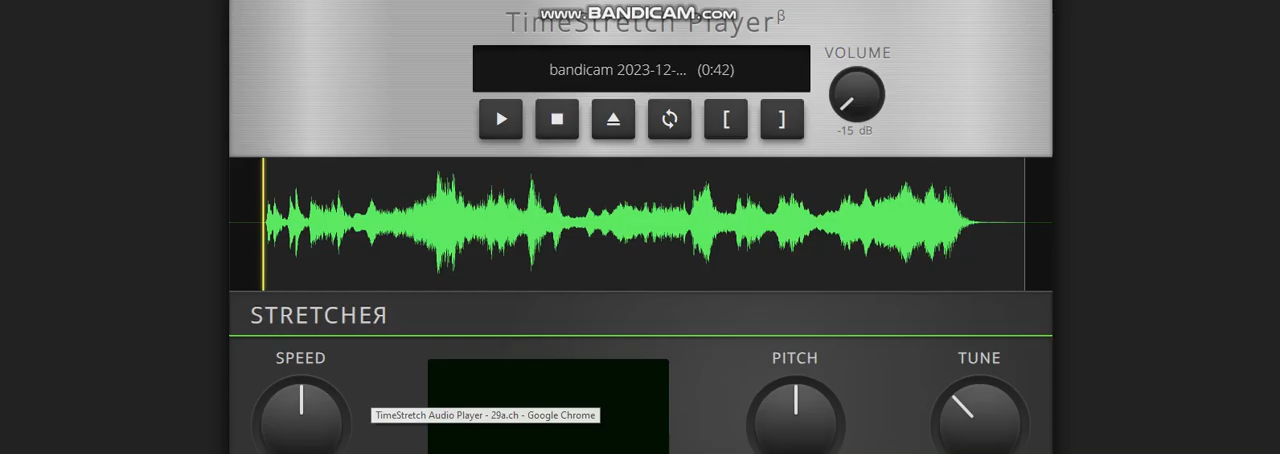 www.BANDICAM.com
TimeStretch Playerβ
VOLUME
bandicam 2023-12-... (0:42)
[ ]
-15 dB
STRETCHEЯ
SPEED PITCH TUNE
TimeStretch Audio Player - 29a.ch - Google Chrome